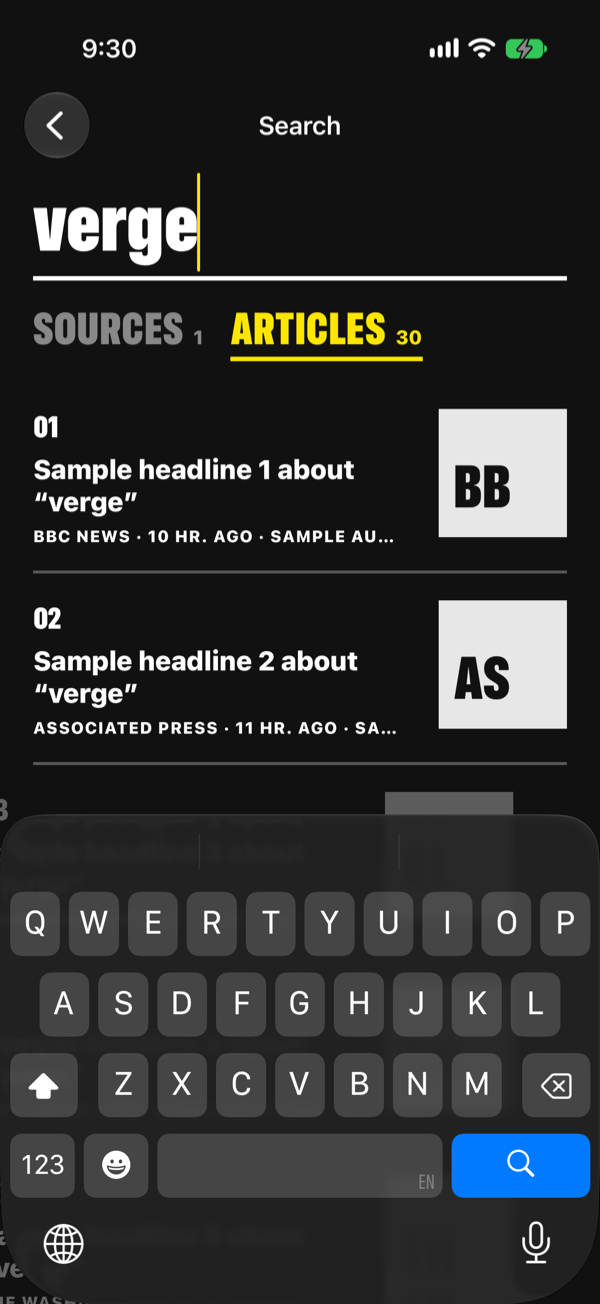 9:30
Search
verge
SOURCES 1 ARTICLES 30
01
Sample headline 1 about
“verge”
BBC NEWS · 10 HR. AGO · SAMPLE AU...
BB
02
Sample headline 2 about
“verge”
ASSOCIATED PRESS · 11 HR. AGO · SA...
AS
Q W E R T Y U I O P
A S D F G H J K L
Z X C V B N M
123
EN